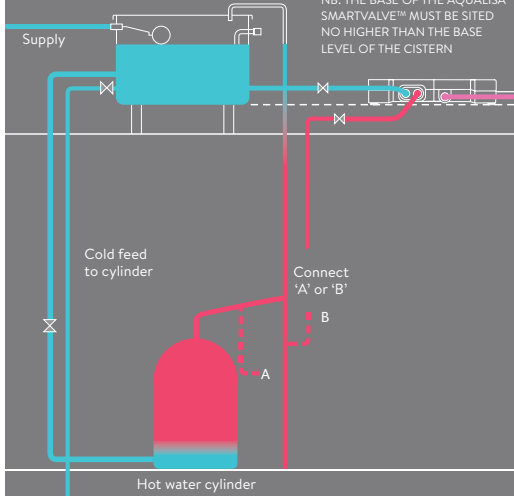 NB: THE BASE OF THE AQUALISA
SMARTVALVE™ MUST BE SITED
NO HIGHER THAN THE BASE
LEVEL OF THE CISTERN
Supply
Cold feed
to cylinder
Connect
‘A’ or ‘B’
B
A
Hot water cylinder